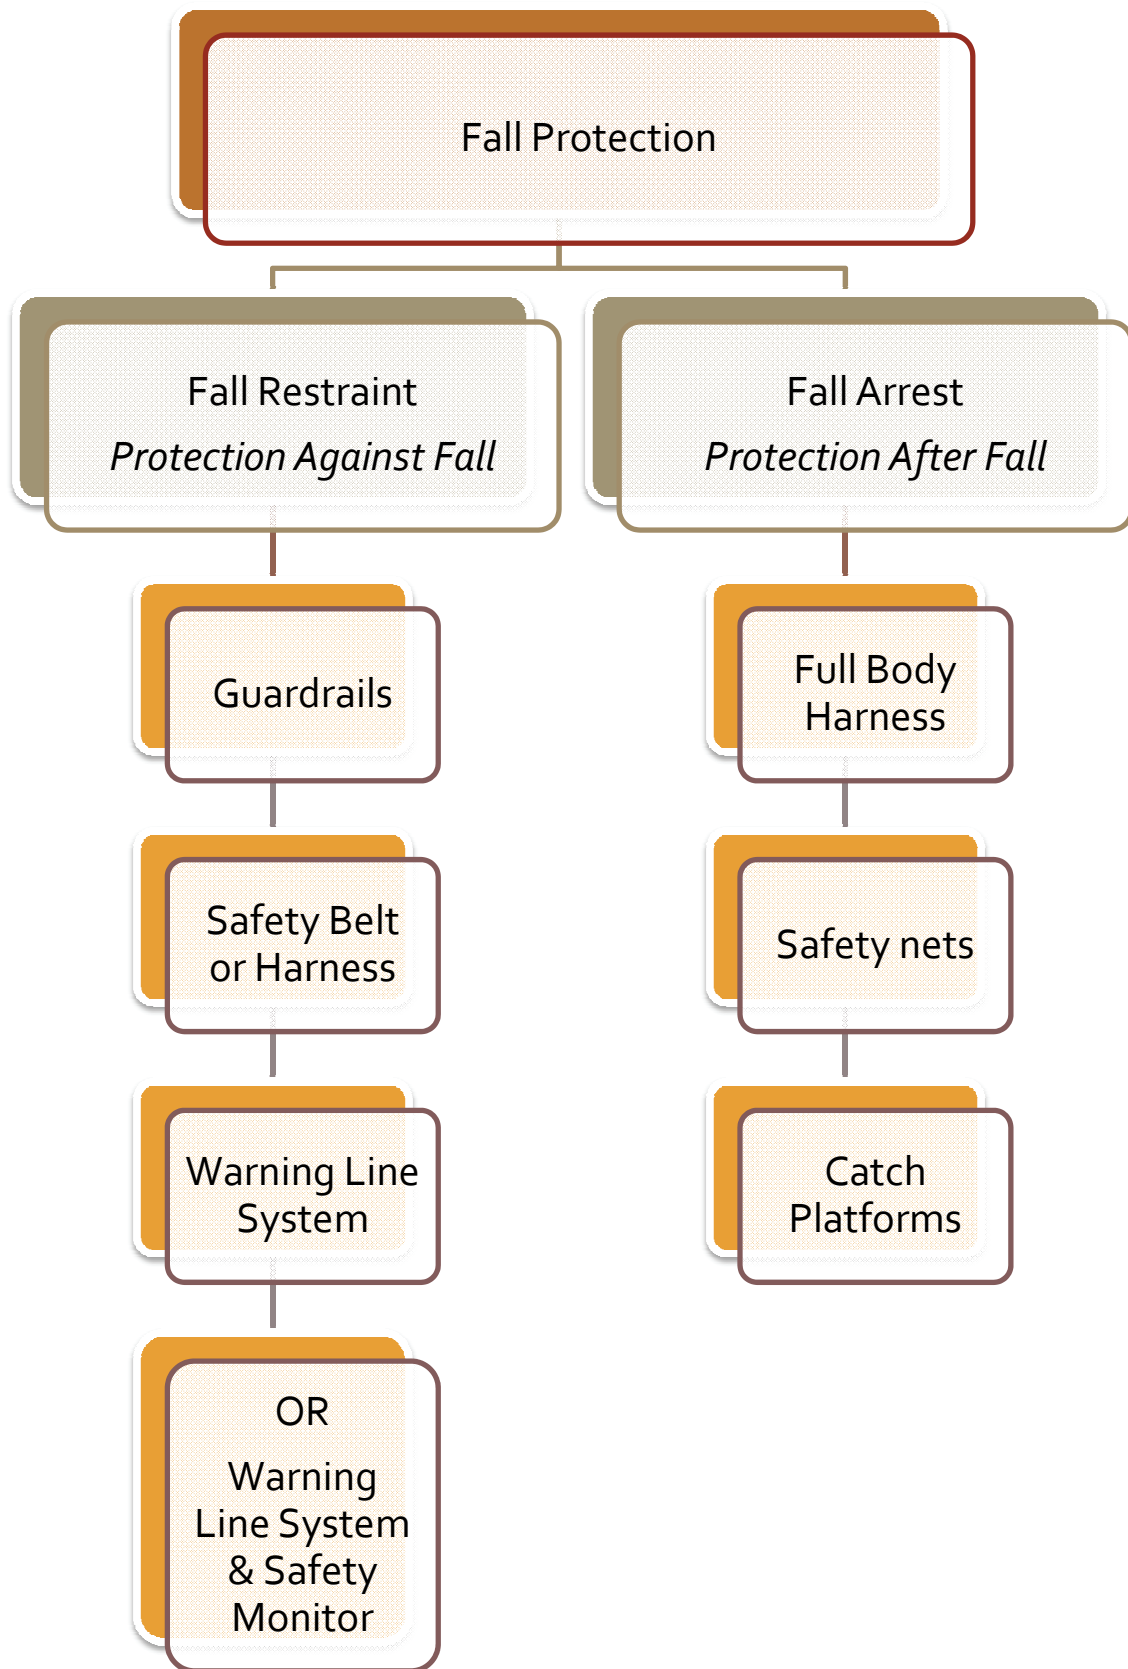 Fall Protection
Fall Restraint
Protection Against Fall
Fall Arrest
Protection After Fall
Guardrails
Full Body
Harness
Safety Belt
or Harness
Safety nets
Warning Line
System
Catch
Platforms
OR
Warning
Line System
& Safety
Monitor